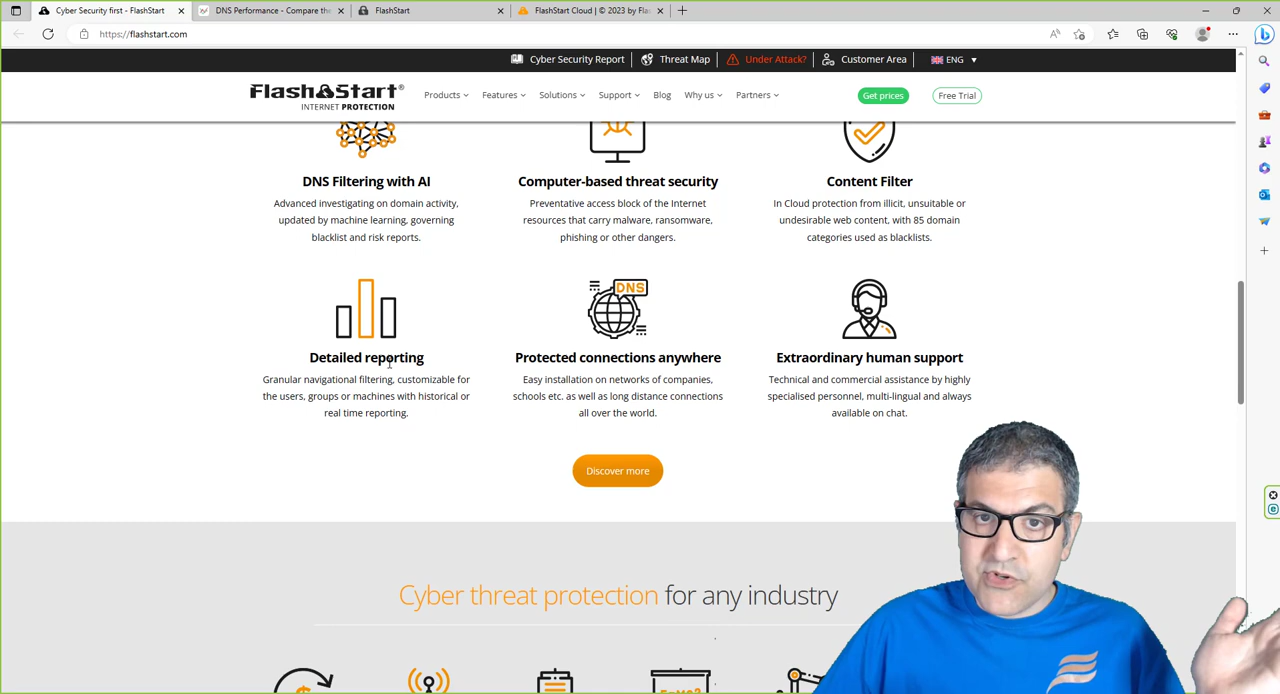 Cyber Security first - FlashStart
DNS Performance - Compare the
FlashStart
FlashStart Cloud | © 2023 by Fla
https://flashstart.com
Cyber Security Report
Threat Map
Under Attack?
Customer Area
ENG
Flash Start®
INTERNET PROTECTION
Products
Features
Solutions
Support
Blog
Why us
Partners
Get prices
Free Trial
DNS Filtering with AI
Advanced investigating on domain activity,
updated by machine learning, governing
blacklist and risk reports.
Computer-based threat security
Preventative access block of the Internet
resources that carry malware, ransomware,
phishing or other dangers.
Content Filter
In Cloud protection from illicit, unsuitable or
undesirable web content, with 85 domain
categories used as blacklists.
Detailed reporting
Granular navigational filtering, customizable for
the users, groups or machines with historical or
real time reporting.
DNS
Protected connections anywhere
Easy installation on networks of companies,
schools etc. as well as long distance connections
all over the world.
Extraordinary human support
Technical and commercial assistance by highly
specialised personnel, multi-lingual and always
available on chat.
Discover more
Cyber threat protection for any industry